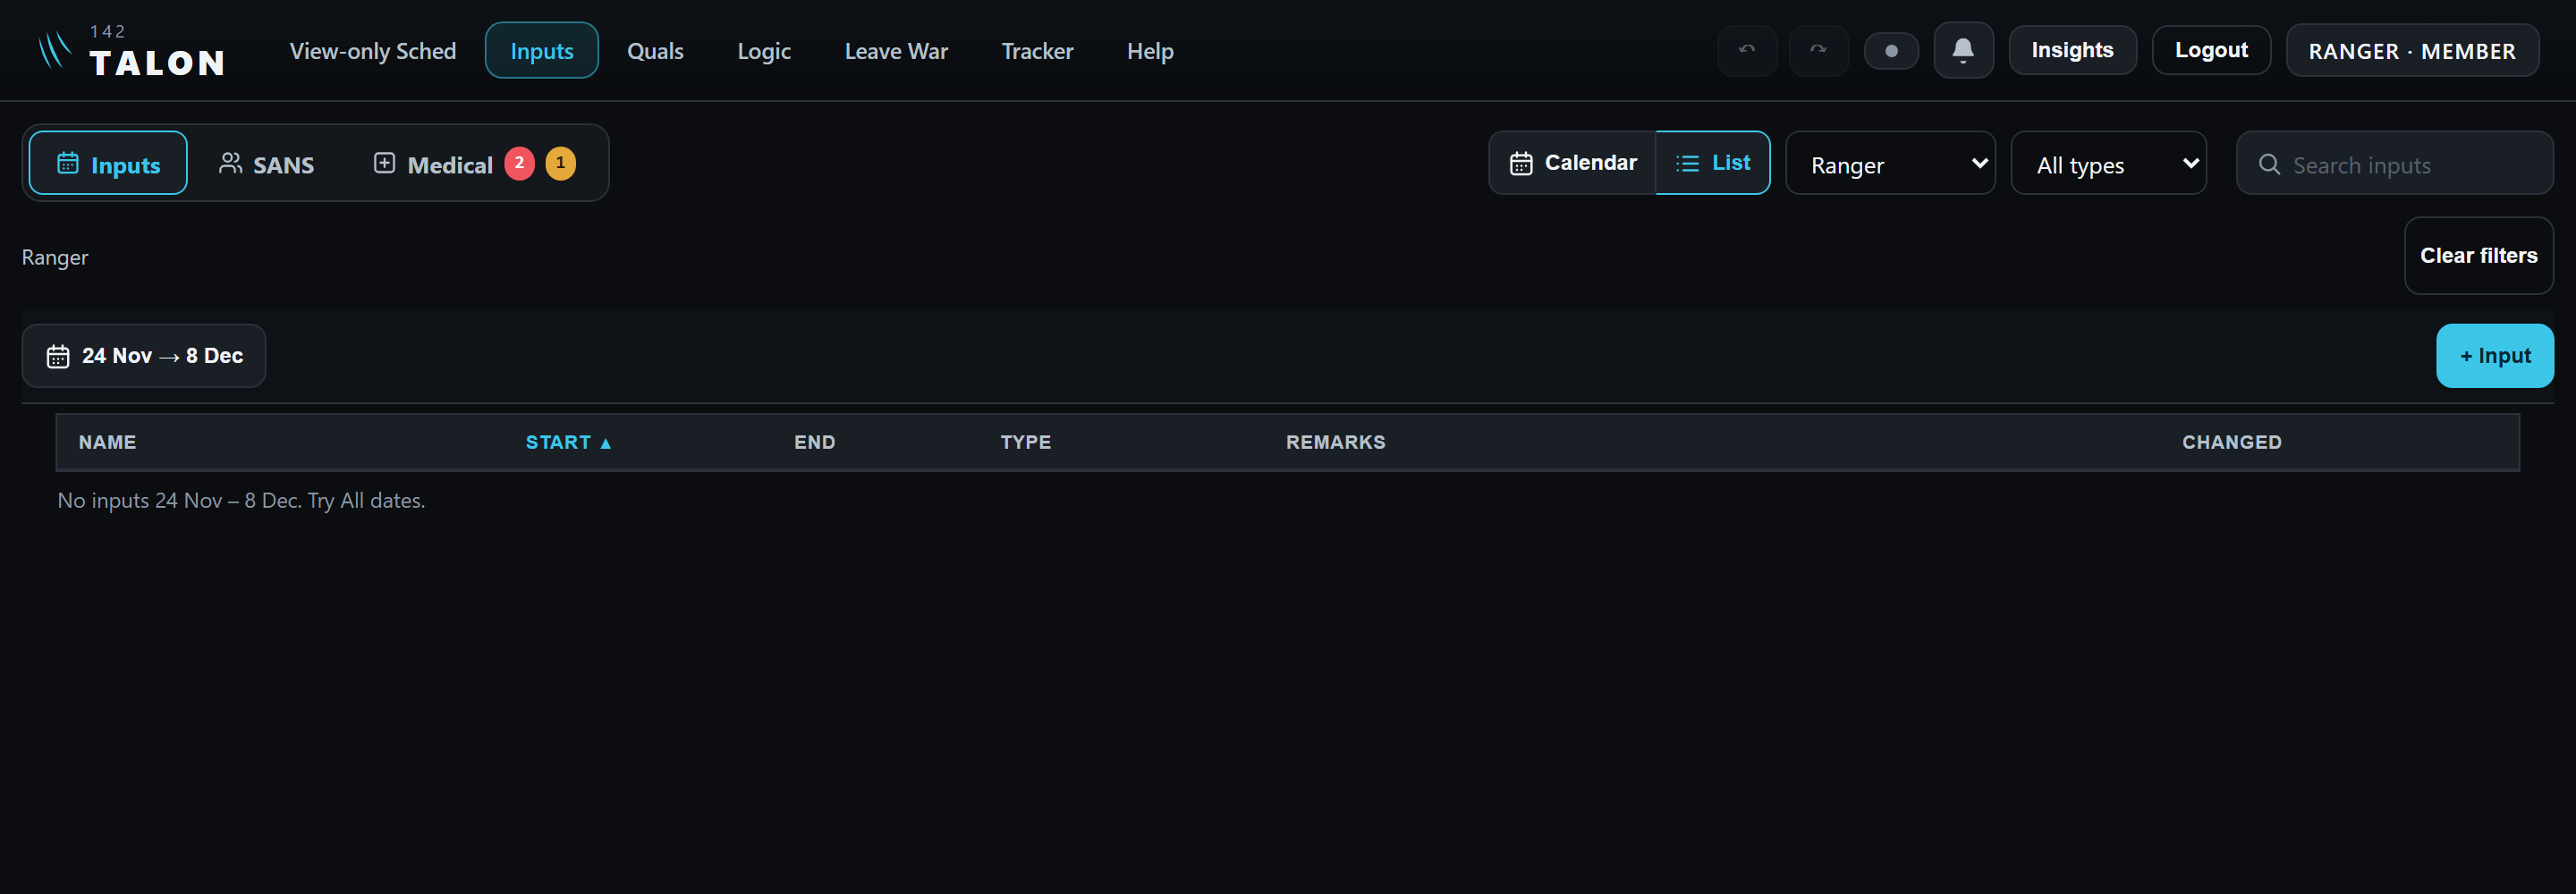 142
TALON
View-only Sched Inputs Quals Logic Leave War Tracker Help
Insights Logout RANGER · MEMBER
Inputs SANS Medical 2 1
Calendar List Ranger All types Search inputs
Ranger
Clear filters
24 Nov → 8 Dec
+ Input
NAME START ▲ END TYPE REMARKS CHANGED
No inputs 24 Nov – 8 Dec. Try All dates.